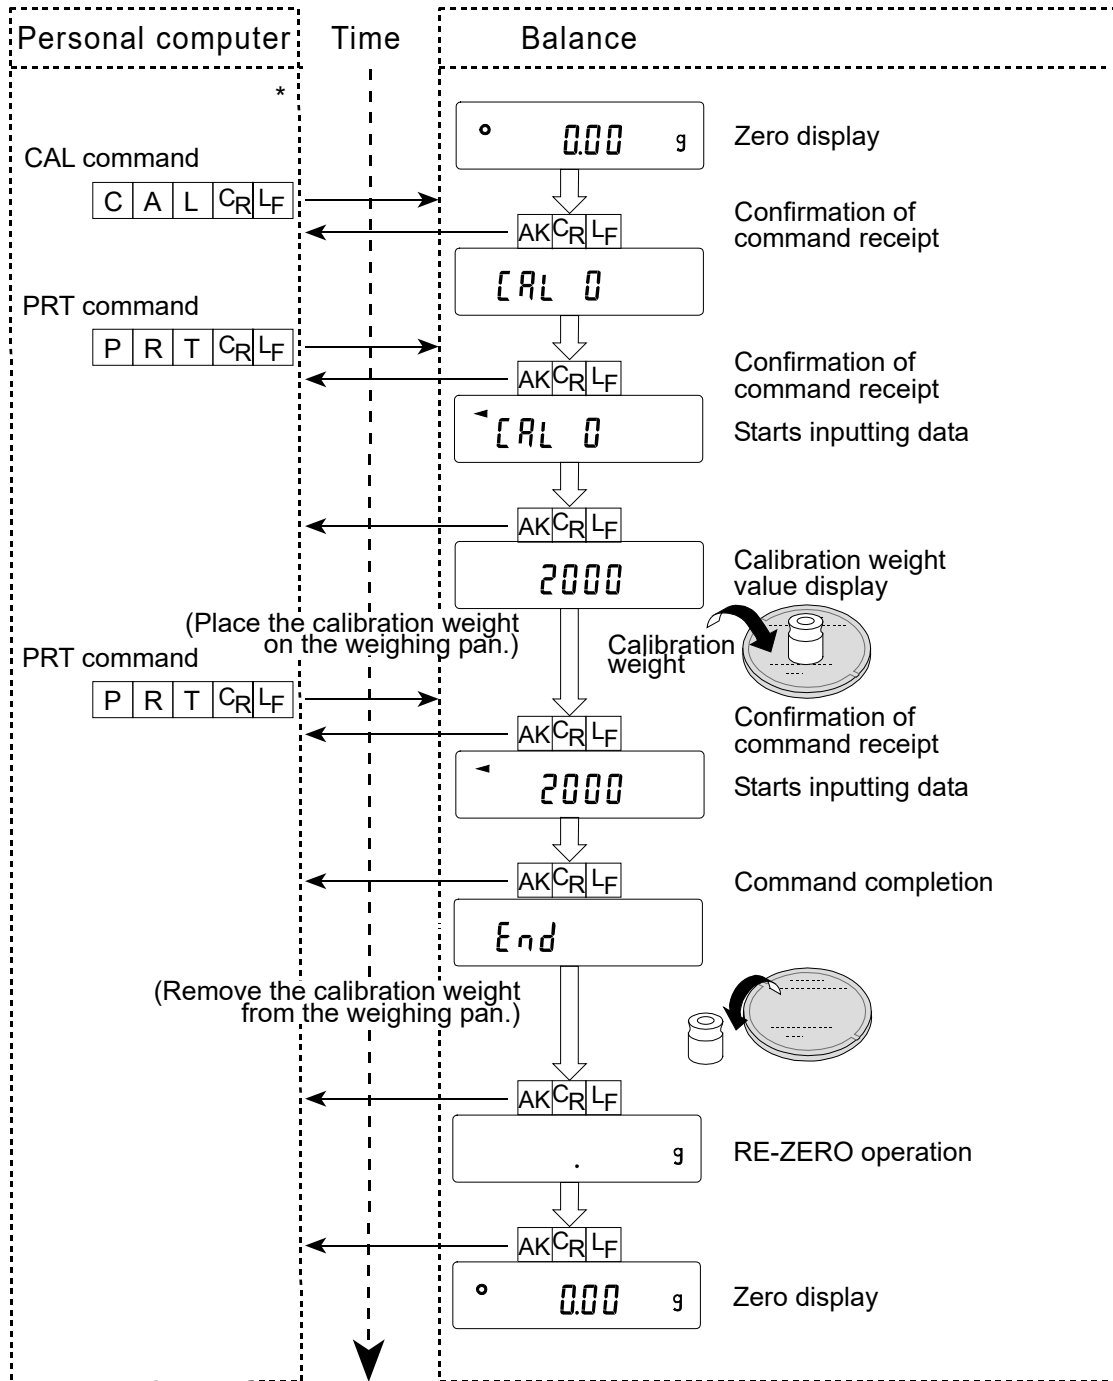 Personal computer Time Balance
*
0.00 g Zero display
CAL command
C A L CR LF
AK CR LF
Confirmation of
command receipt
CAL 0
PRT command
P R T CR LF
AK CR LF
Confirmation of
command receipt
CAL 0 Starts inputting data
AK CR LF
2000
Calibration weight
value display
(Place the calibration weight
on the weighing pan.)
Calibration
weight
PRT command
P R T CR LF
AK CR LF
Confirmation of
command receipt
2000 Starts inputting data
AK CR LF Command completion
End
(Remove the calibration weight
from the weighing pan.)
AK CR LF
. g RE-ZERO operation
AK CR LF
0.00 g Zero display